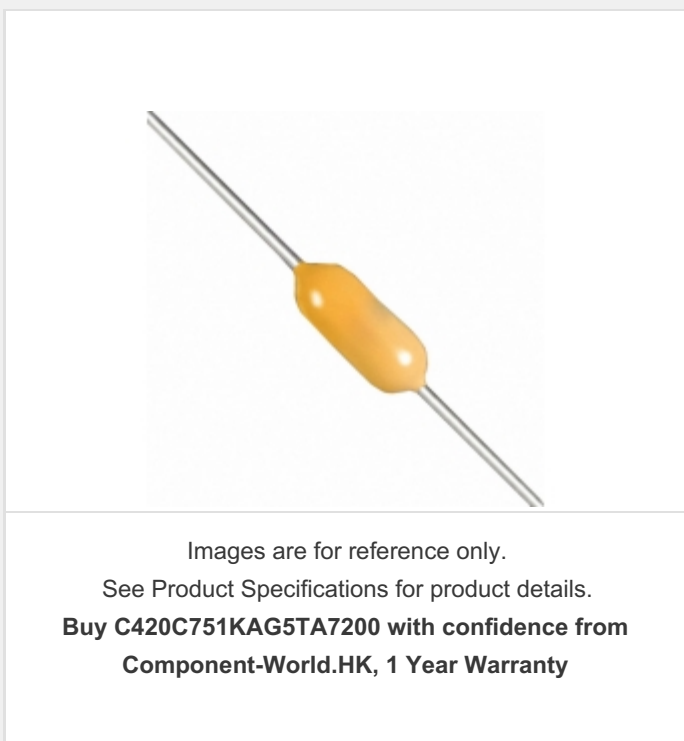 Images are for reference only.
See Product Specifications for product details.
Buy C420C751KAG5TA7200 with confidence from
Component-World.HK, 1 Year Warranty